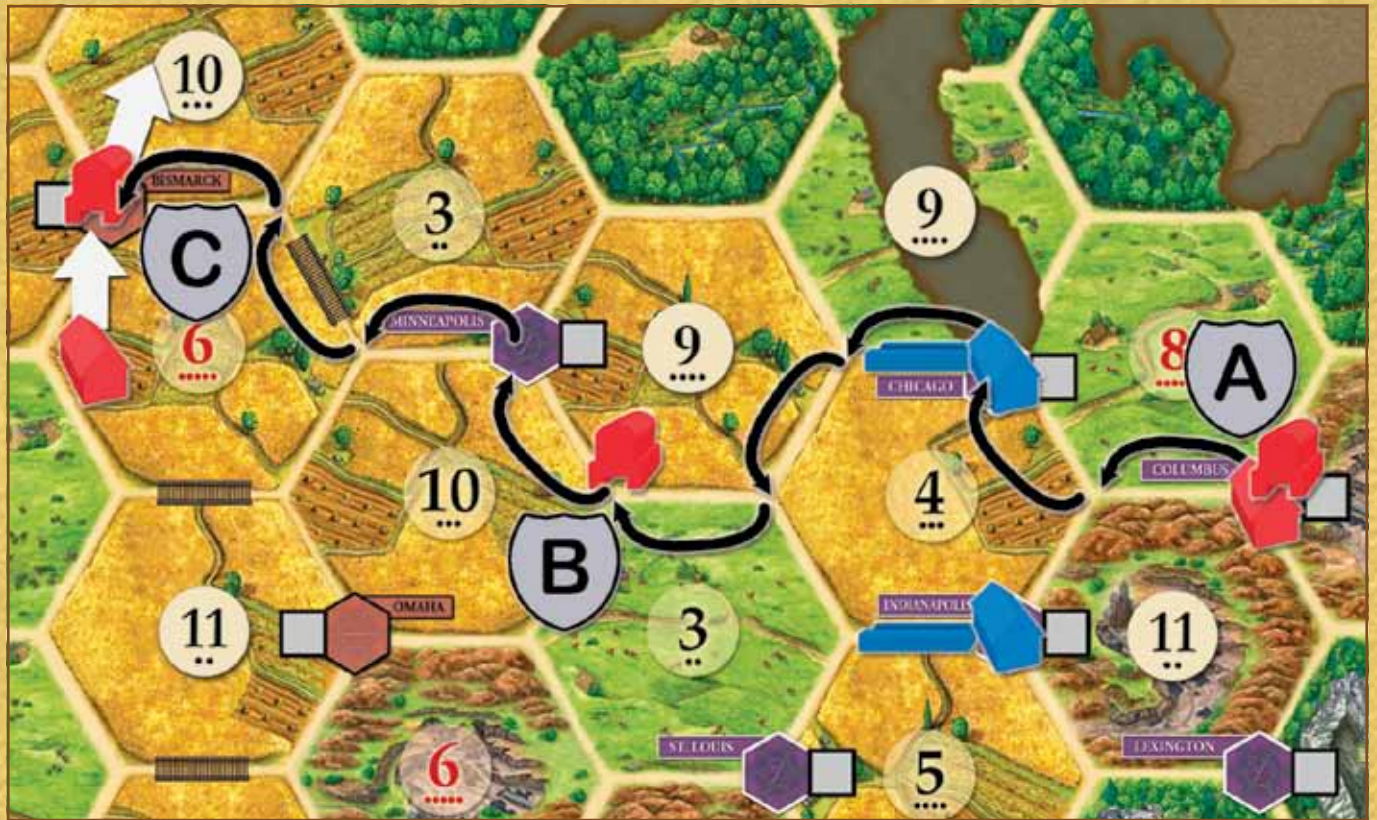 10
BISMARCK
3
9
C
MINNEAPOLIS
6
9
8
A
CHICAGO
COLUMBUS
10
4
B
OMAHA
INDIANAPOLIS
11
3
11
ST. LOUIS
LEXINGTON
6
5